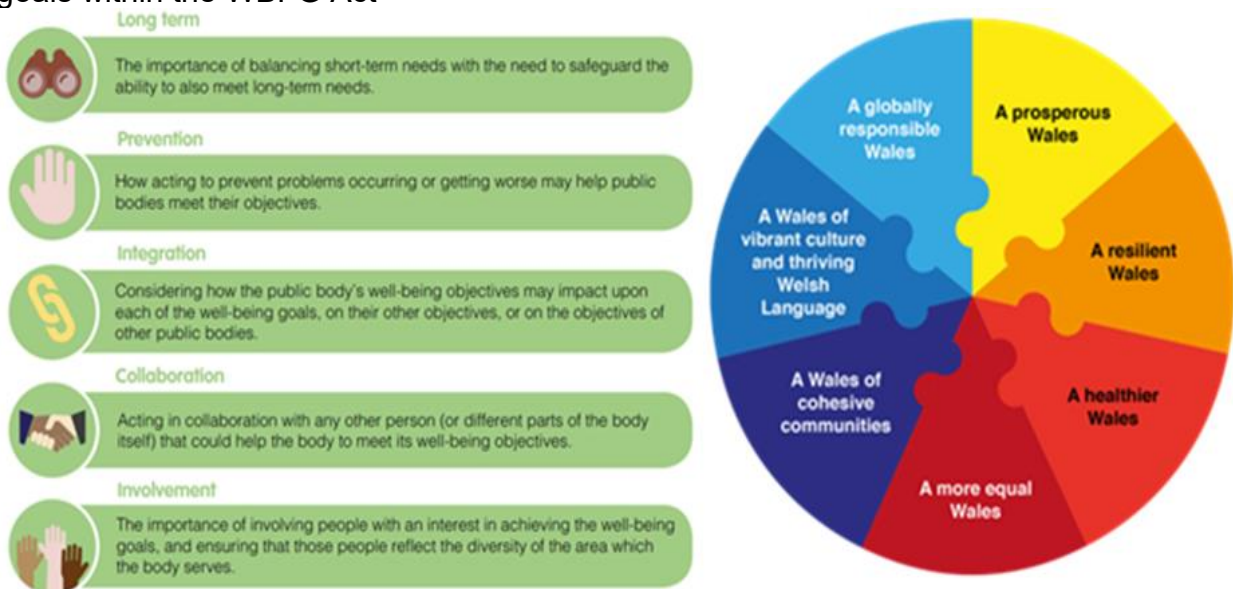 goals within the WBFG Act
Long term
The importance of balancing short-term needs with the need to safeguard the
ability to also meet long-term needs.
Prevention
How acting to prevent problems occurring or getting worse may help public
bodies meet their objectives.
Integration
Considering how the public body's well-being objectives may impact upon
each of the well-being goals, on their other objectives, or on the objectives of
other public bodies.
Collaboration
Acting in collaboration with any other person (or different parts of the body
itself) that could help the body to meet its well-being objectives.
Involvement
The importance of involving people with an interest in achieving the well-being
goals, and ensuring that those people reflect the diversity of the area which
the body serves.
A prosperous
Wales
A resilient
Wales
A healthier
Wales
A more equal
Wales
A Wales of
cohesive
communities
A Wales of
vibrant culture
and thriving
Welsh
Language
A globally
responsible
Wales